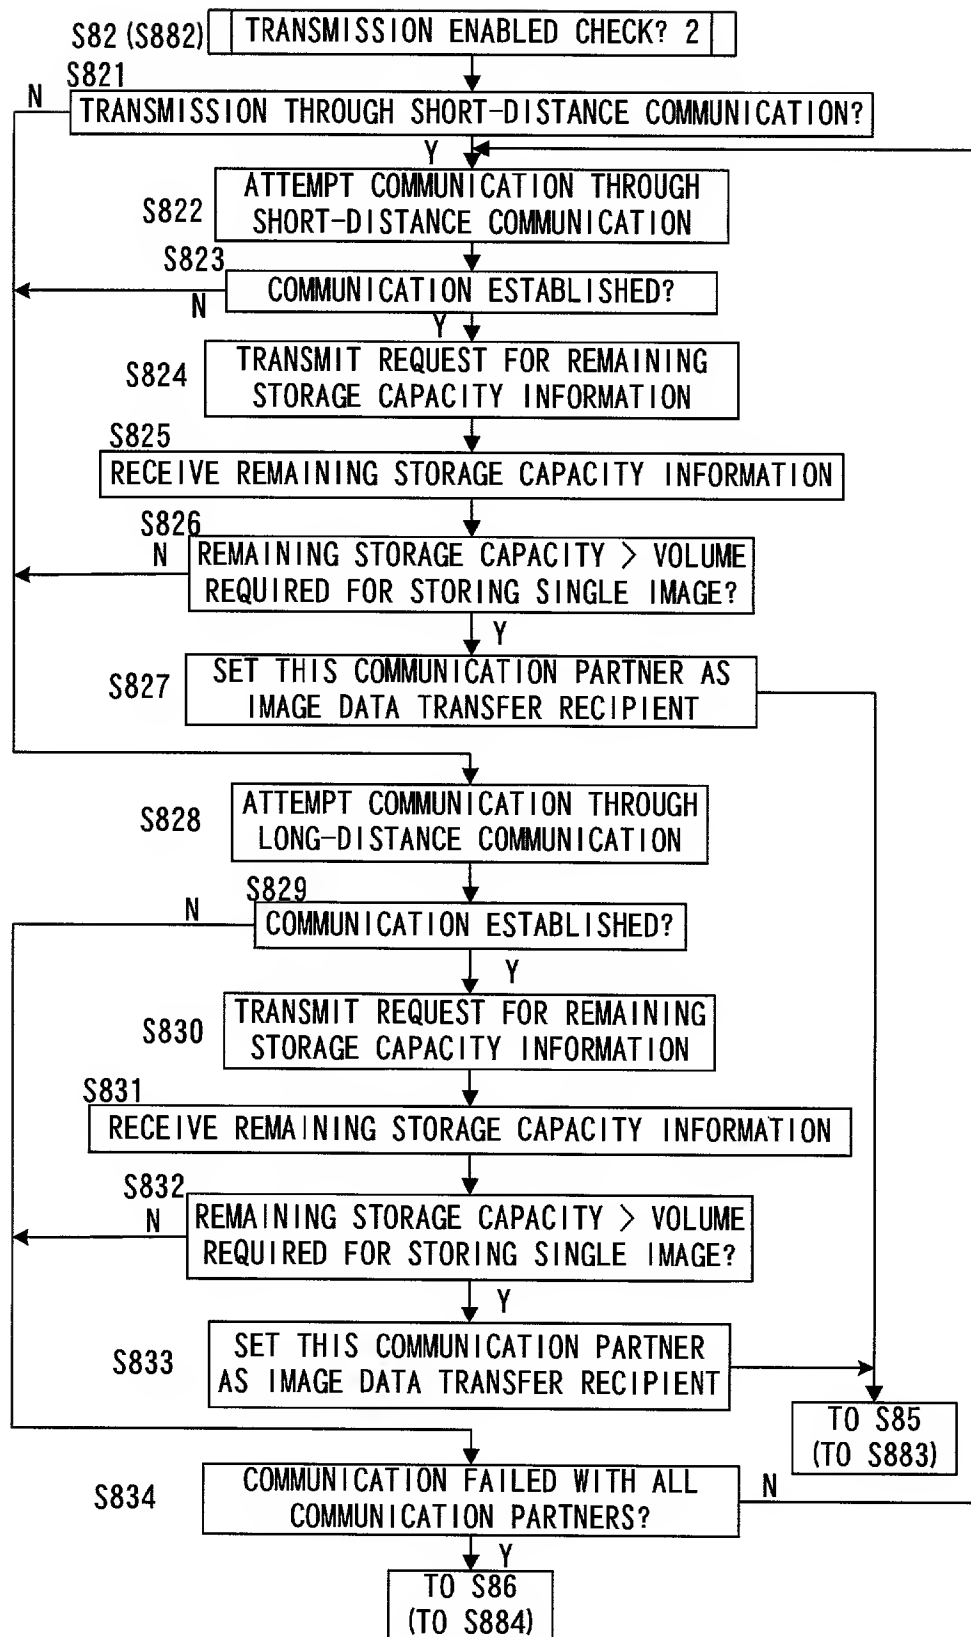 S82 (S882)
TRANSMISSION ENABLED CHECK? 2
S821
N
TRANSMISSION THROUGH SHORT-DISTANCE COMMUNICATION?
Y
S822
ATTEMPT COMMUNICATION THROUGH
SHORT-DISTANCE COMMUNICATION
S823
COMMUNICATION ESTABLISHED?
N
Y
S824
TRANSMIT REQUEST FOR REMAINING
STORAGE CAPACITY INFORMATION
S825
RECEIVE REMAINING STORAGE CAPACITY INFORMATION
S826
N
REMAINING STORAGE CAPACITY > VOLUME
REQUIRED FOR STORING SINGLE IMAGE?
Y
S827
SET THIS COMMUNICATION PARTNER AS
IMAGE DATA TRANSFER RECIPIENT
S828
ATTEMPT COMMUNICATION THROUGH
LONG-DISTANCE COMMUNICATION
S829
N
COMMUNICATION ESTABLISHED?
Y
S830
TRANSMIT REQUEST FOR REMAINING
STORAGE CAPACITY INFORMATION
S831
RECEIVE REMAINING STORAGE CAPACITY INFORMATION
S832
N
REMAINING STORAGE CAPACITY > VOLUME
REQUIRED FOR STORING SINGLE IMAGE?
Y
S833
SET THIS COMMUNICATION PARTNER
AS IMAGE DATA TRANSFER RECIPIENT
TO S85
(TO S883)
S834
COMMUNICATION FAILED WITH ALL
COMMUNICATION PARTNERS?
N
Y
TO S86
(TO S884)